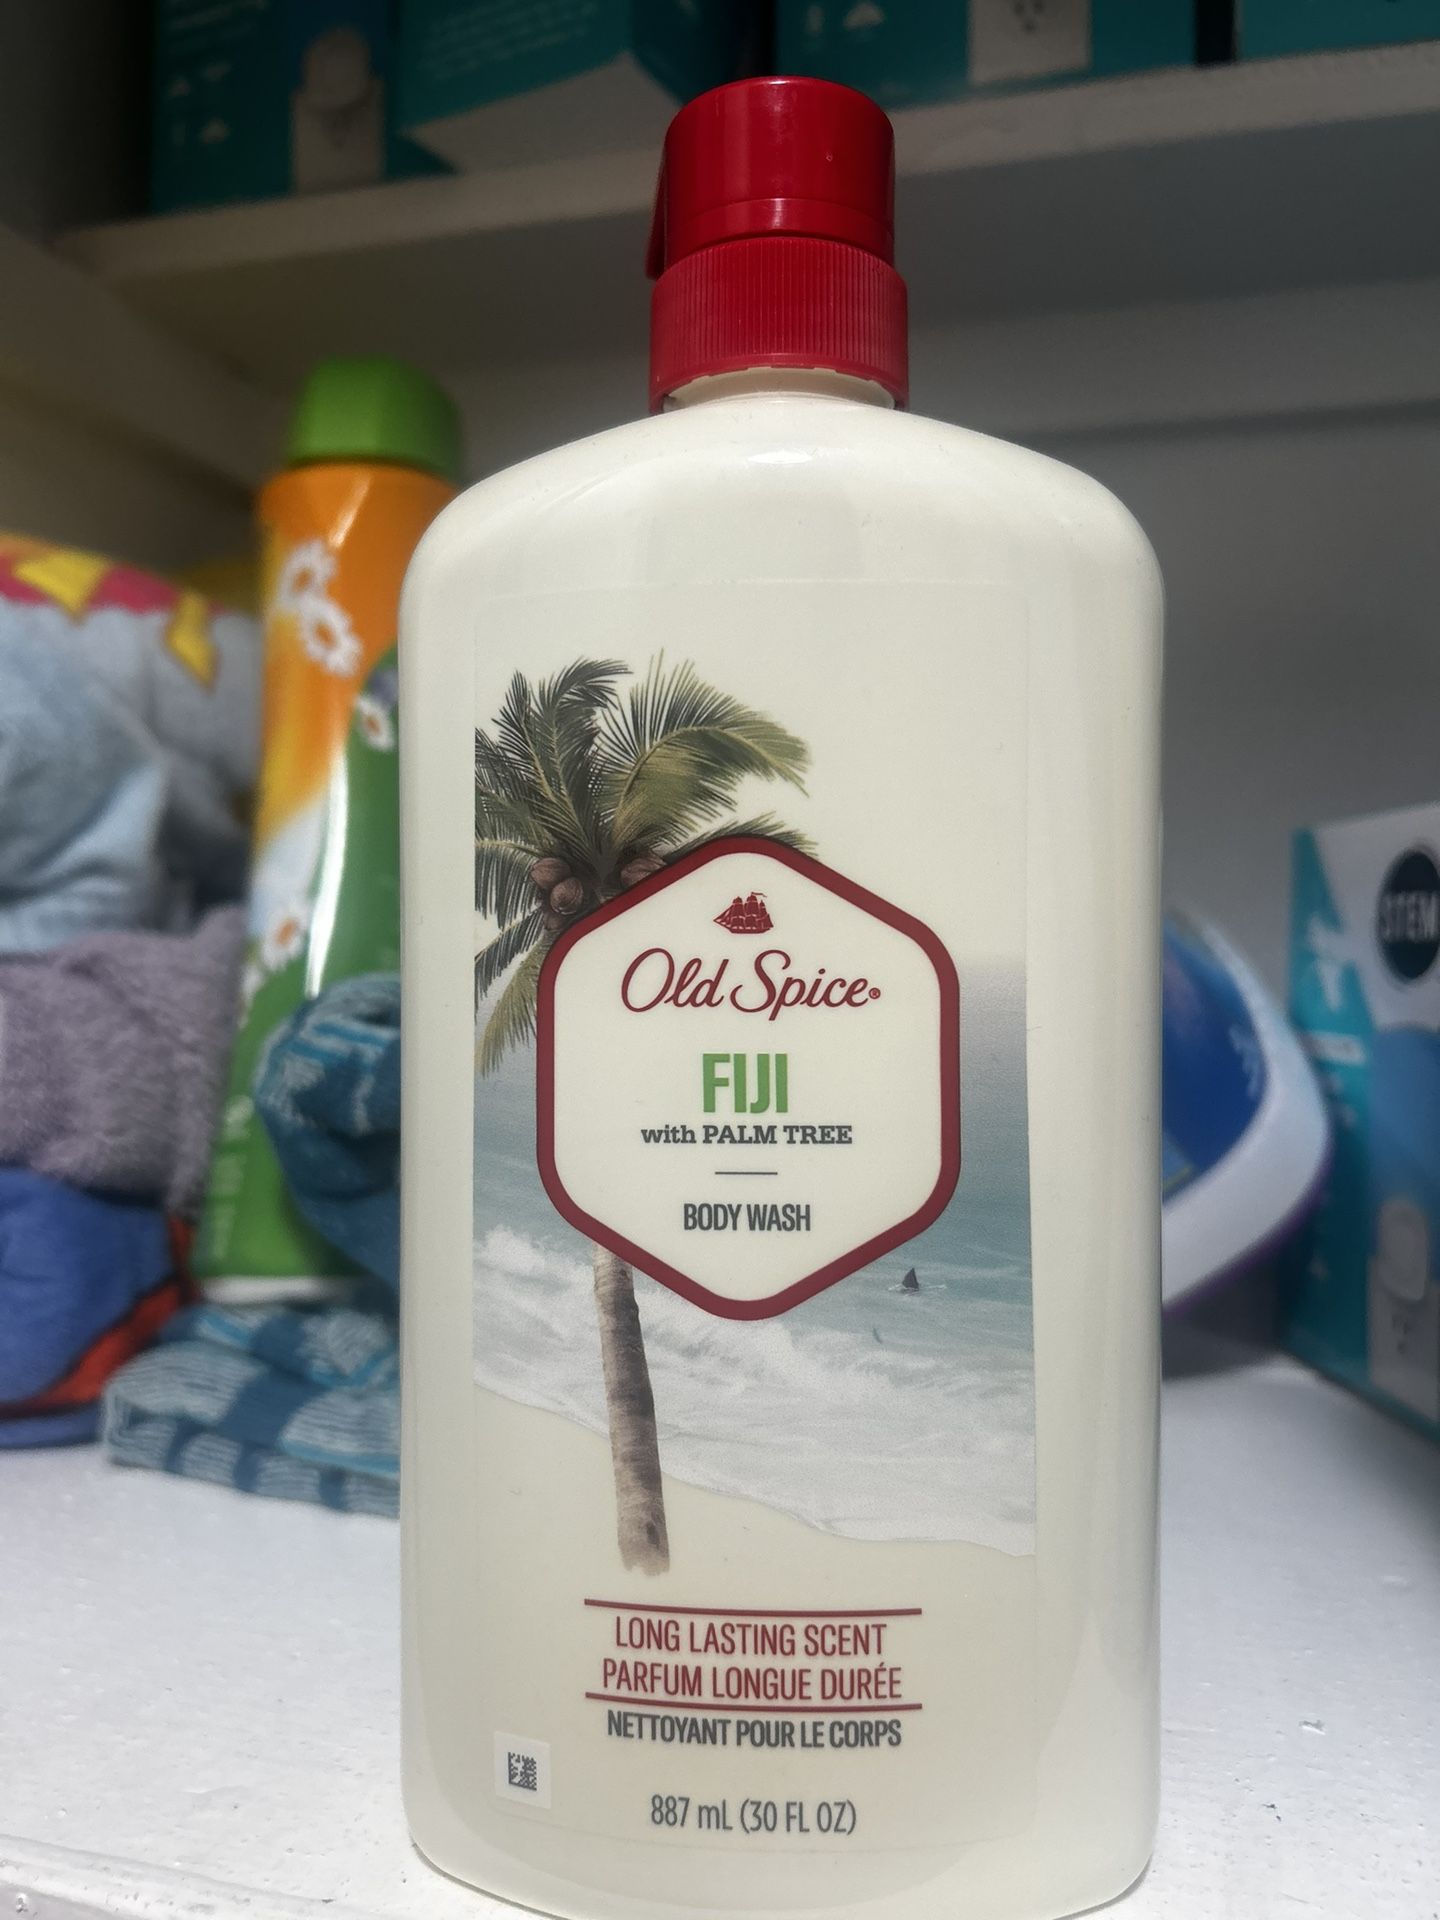 Old Spice®
FIJI
with PALM TREE
BODY WASH
LONG LASTING SCENT
PARFUM LONGUE DURÉE
NETTOYANT POUR LE CORPS
887 mL (30 FL OZ)
STEM